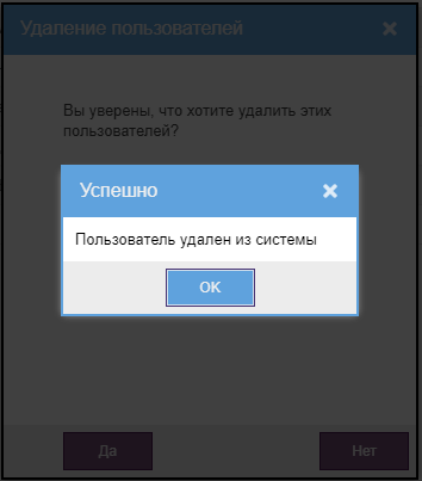 Удаление пользователей
Вы уверены, что хотите удалить этих
пользователей?
Успешно
Пользователь удален из системы
OK
Да
Нет